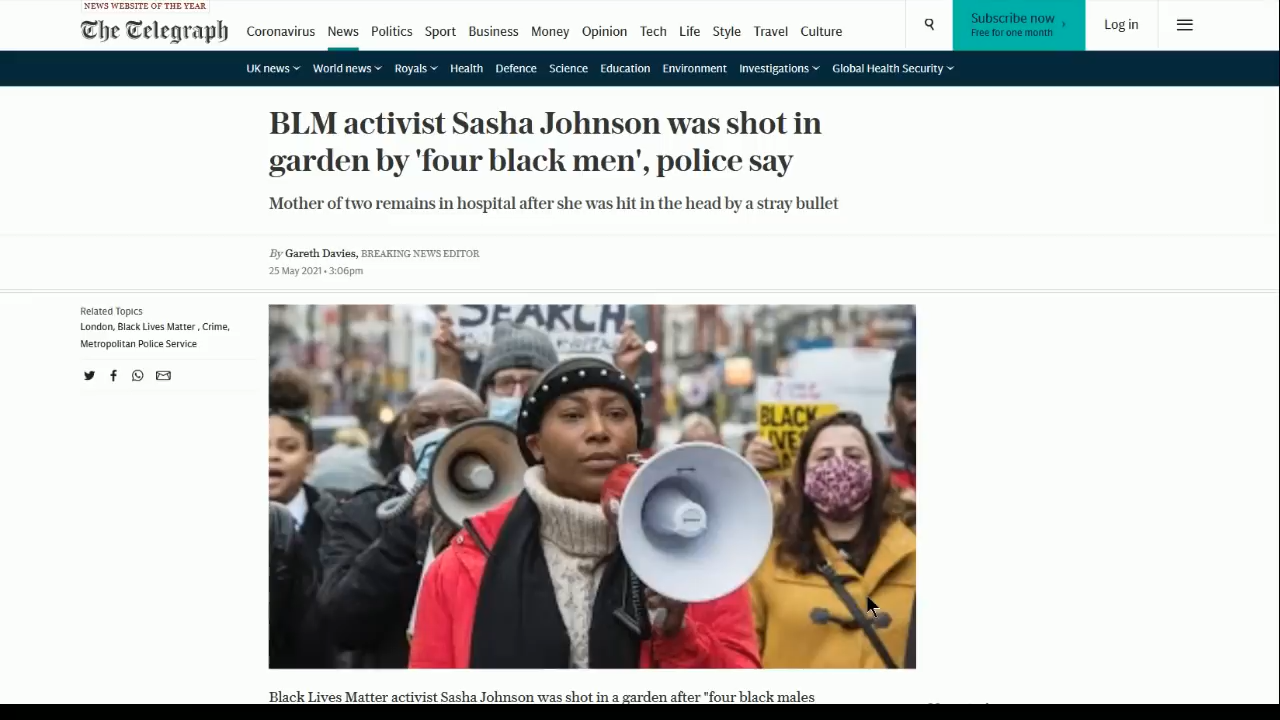 NEWS WEBSITE OF THE YEAR
The Telegraph
Coronavirus News Politics Sport Business Money Opinion Tech Life Style Travel Culture
Subscribe now
Free for one month
Log in
UK news World news Royals Health Defence Science Education Environment Investigations Global Health Security
BLM activist Sasha Johnson was shot in
garden by 'four black men', police say
Mother of two remains in hospital after she was hit in the head by a stray bullet
By Gareth Davies, BREAKING NEWS EDITOR
25 May 2021 • 3:06pm
Related Topics
London, Black Lives Matter , Crime,
Metropolitan Police Service
SEARCH
BLACK
LIVES
Black Lives Matter activist Sasha Johnson was shot in a garden after "four black males